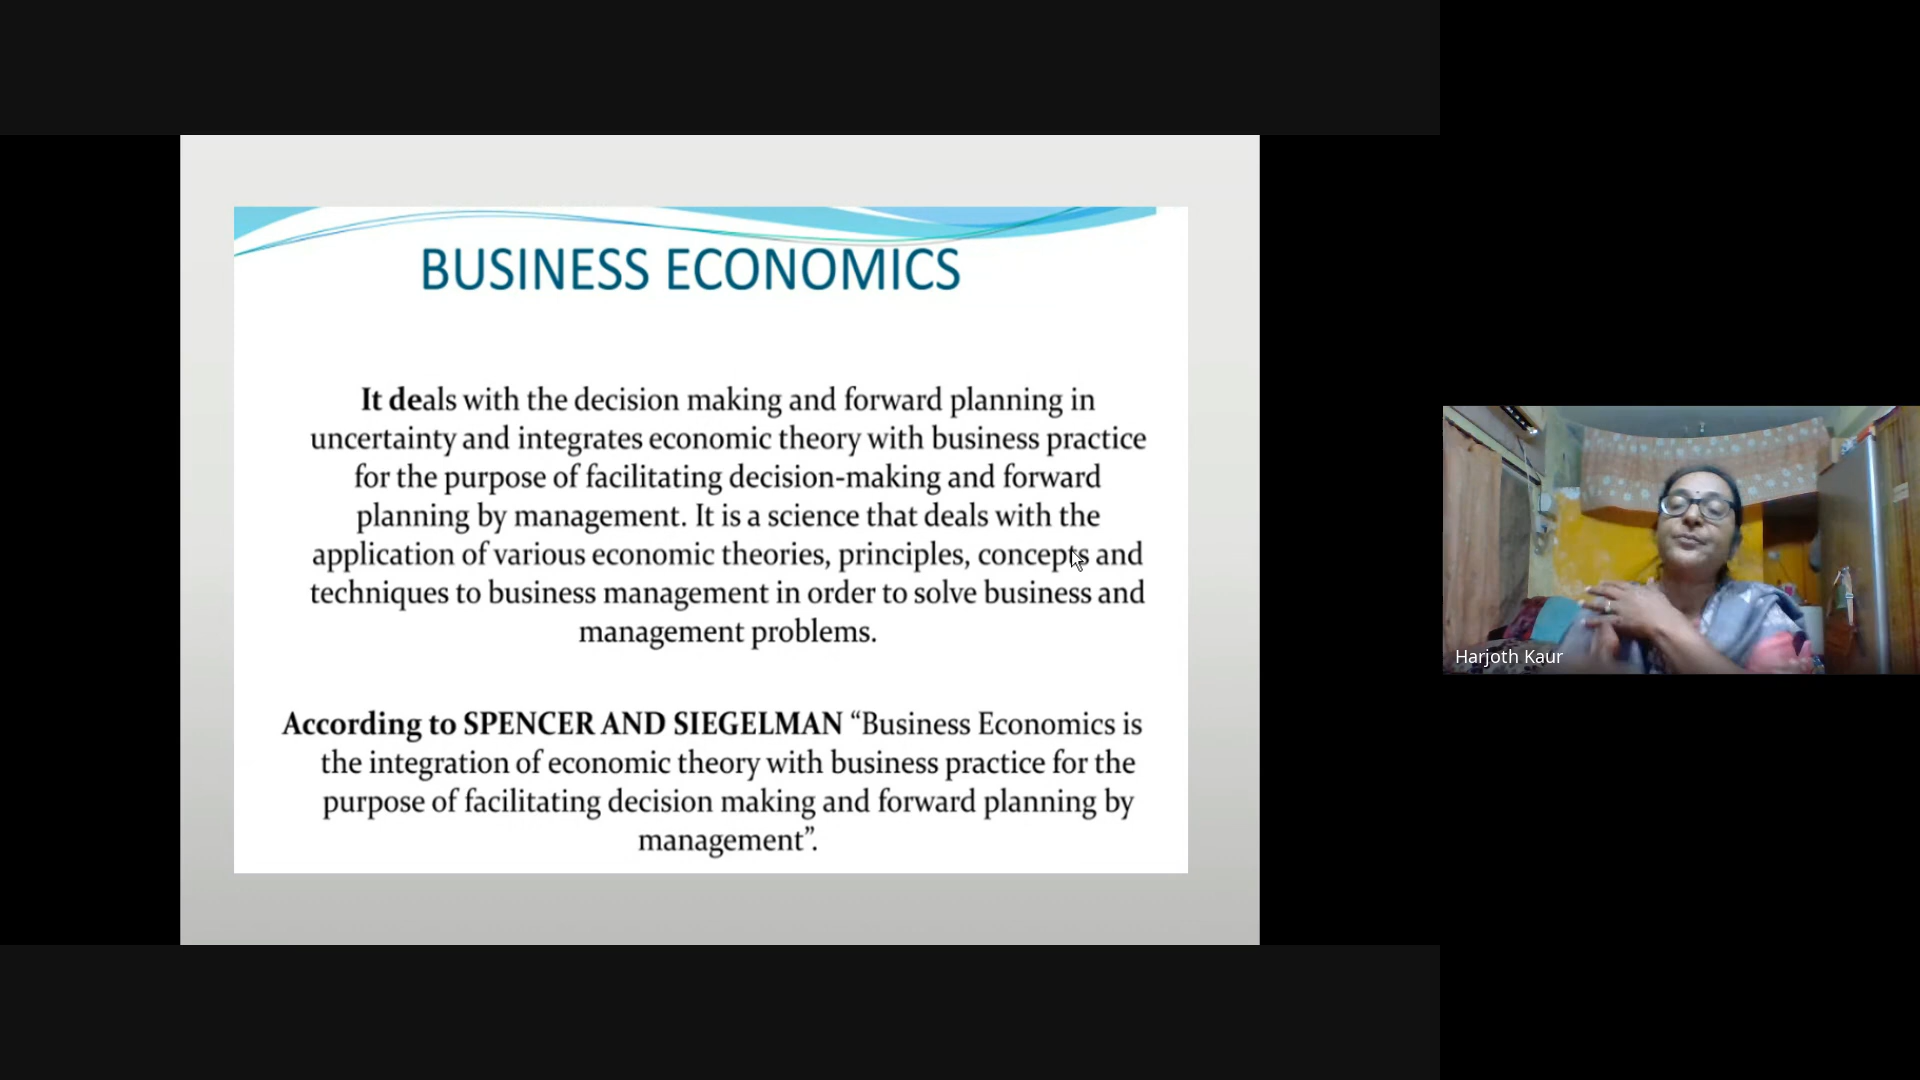 BUSINESS ECONOMICS
It deals with the decision making and forward planning in
uncertainty and integrates economic theory with business practice
for the purpose of facilitating decision-making and forward
planning by management. It is a science that deals with the
application of various economic theories, principles, concepts and
techniques to business management in order to solve business and
management problems.
According to SPENCER AND SIEGELMAN “Business Economics is
the integration of economic theory with business practice for the
purpose of facilitating decision making and forward planning by
management”.
Harjoth Kaur